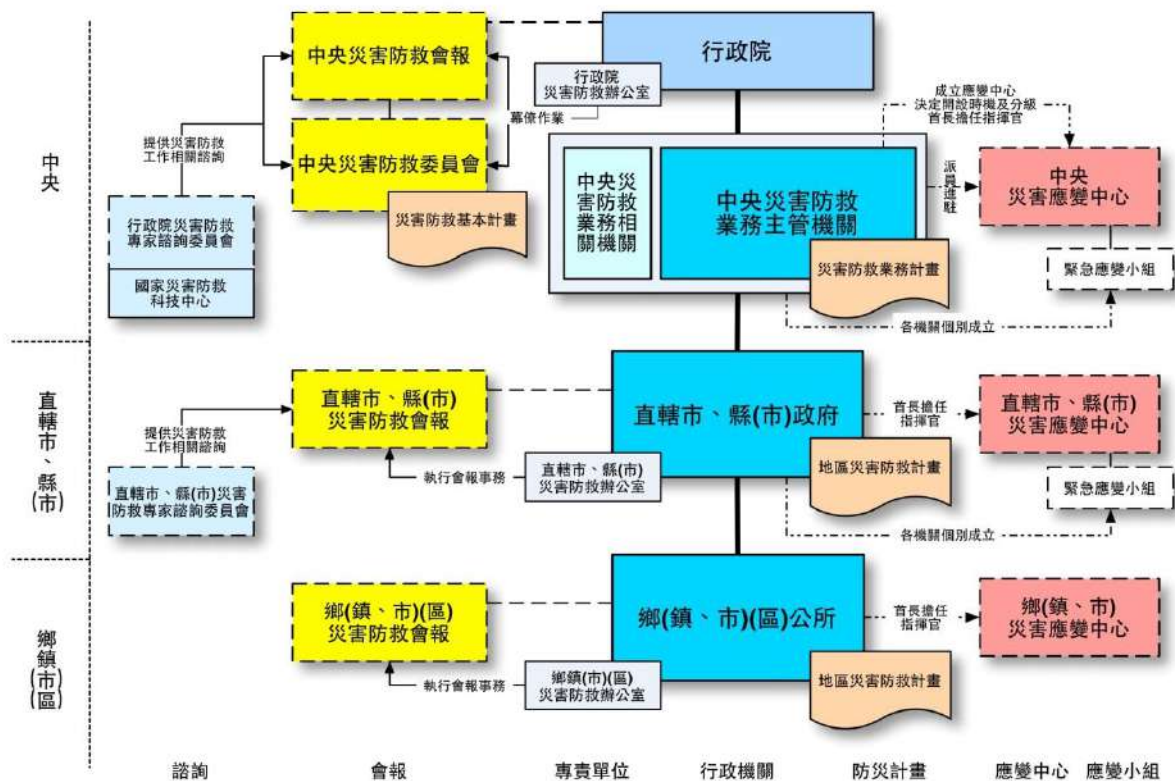 中央
中央災害防救會報
行政院
行政院
災害防救辦公室
幕僚作業
成立應變中心
決定開設時機及分級
首長擔任指揮官
提供災害防救
工作相關諮詢
中央災害防救委員會
災害防救基本計畫
行政院災害防救
專家諮詢委員會
國家災害防救
科技中心
中央災
害防救
業務相
關機關
中央災害防救
業務主管機關
災害防救業務計畫
派員進駐
中央
災害應變中心
緊急應變小組
各機關個別成立
直轄市、縣(市)
提供災害防救
工作相關諮詢
直轄市、縣(市)災害
防救專家諮詢委員會
直轄市、縣(市)
災害防救會報
執行會報事務
直轄市、縣(市)
災害防救辦公室
直轄市、縣(市)政府
地區災害防救計畫
首長擔任
指揮官
直轄市、縣(市)
災害應變中心
緊急應變小組
各機關個別成立
鄉鎮(市)(區)
鄉(鎮、市)(區)
災害防救會報
執行會報事務
鄉鎮(市)(區)
災害防救辦公室
鄉(鎮、市)(區)公所
地區災害防救計畫
首長擔任
指揮官
鄉(鎮、市)
災害應變中心
諮詢 會報 專責單位 行政機關 防災計畫 應變中心 應變小組